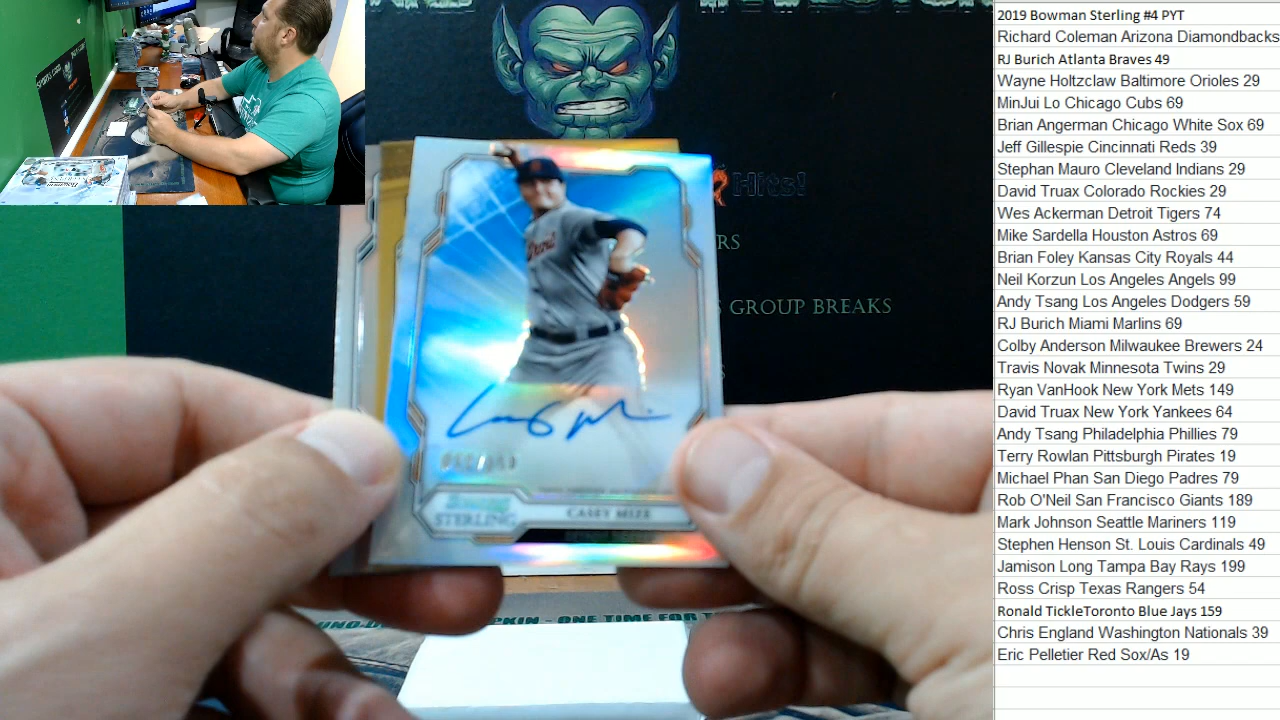 Hits!
RS
GROUP BREAKS
STERLING
CASEY MIZE
2019 Bowman Sterling #4 PYT
Richard Coleman Arizona Diamondbacks
RJ Burich Atlanta Braves 49
Wayne Holtzclaw Baltimore Orioles 29
MinJui Lo Chicago Cubs 69
Brian Angerman Chicago White Sox 69
Jeff Gillespie Cincinnati Reds 39
Stephan Mauro Cleveland Indians 29
David Truax Colorado Rockies 29
Wes Ackerman Detroit Tigers 74
Mike Sardella Houston Astros 69
Brian Foley Kansas City Royals 44
Neil Korzun Los Angeles Angels 99
Andy Tsang Los Angeles Dodgers 59
RJ Burich Miami Marlins 69
Colby Anderson Milwaukee Brewers 24
Travis Novak Minnesota Twins 29
Ryan VanHook New York Mets 149
David Truax New York Yankees 64
Andy Tsang Philadelphia Phillies 79
Terry Rowlan Pittsburgh Pirates 19
Michael Phan San Diego Padres 79
Rob O'Neil San Francisco Giants 189
Mark Johnson Seattle Mariners 119
Stephen Henson St. Louis Cardinals 49
Jamison Long Tampa Bay Rays 199
Ross Crisp Texas Rangers 54
Ronald TickleToronto Blue Jays 159
Chris England Washington Nationals 39
Eric Pelletier Red Sox/As 19